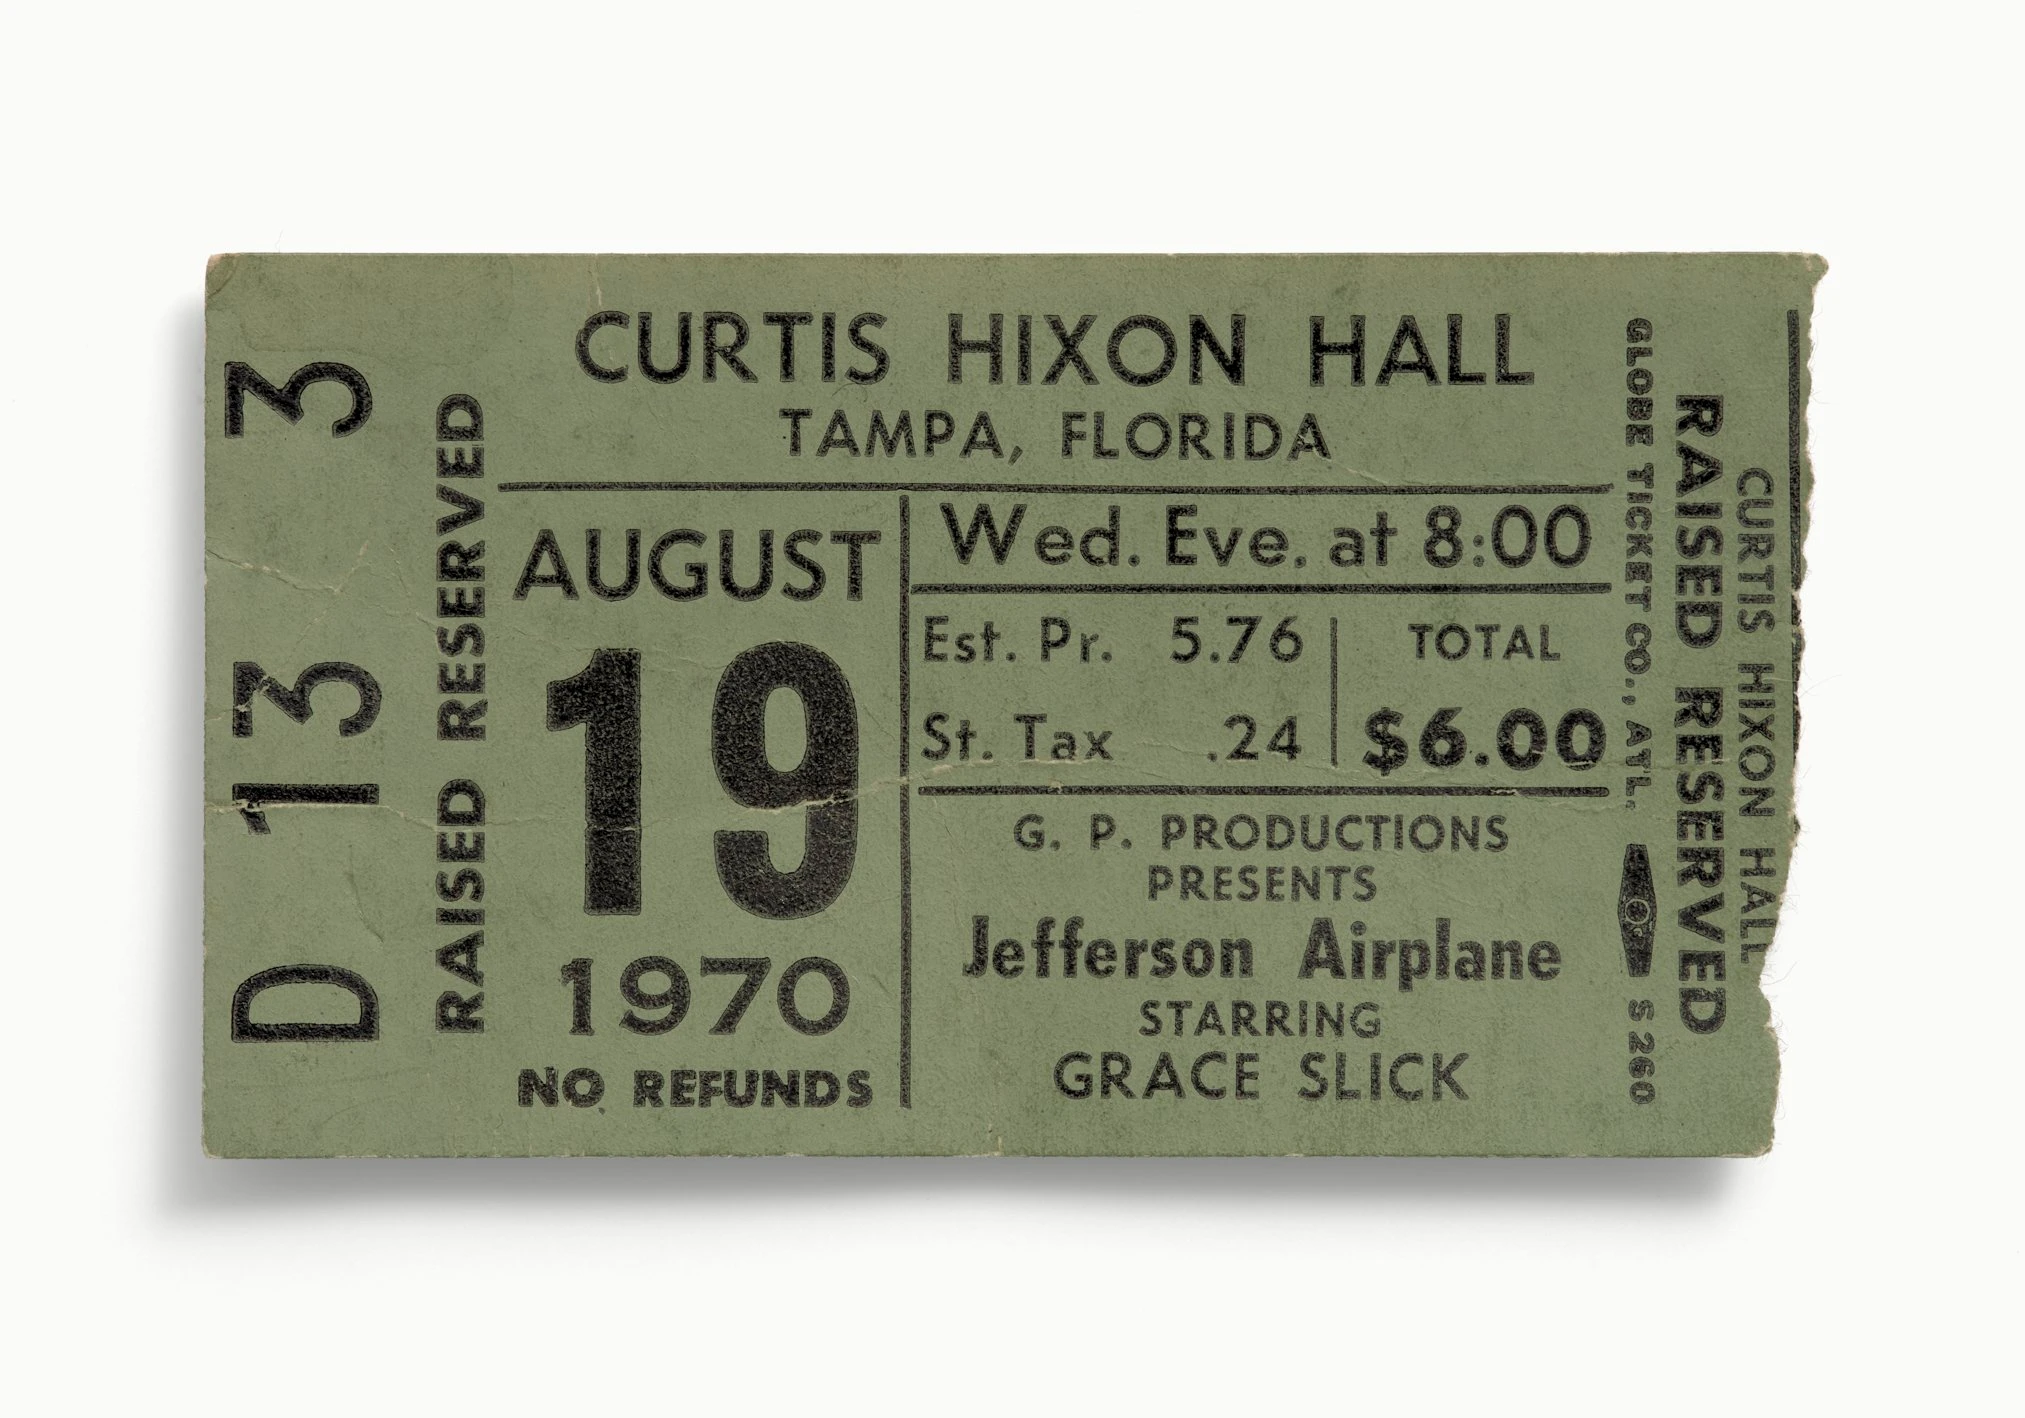 D 13 3
RAISED RESERVED
CURTIS HIXON HALL
TAMPA, FLORIDA
AUGUST
19
1970
NO REFUNDS
Wed. Eve. at 8:00
Est. Pr. 5.76
St. Tax .24
TOTAL
$6.00
G. P. PRODUCTIONS
PRESENTS
Jefferson Airplane
STARRING
GRACE SLICK
GLOBE TICKET CO., ATL. S 260
RAISED RESERVED
CURTIS HIXON HALL